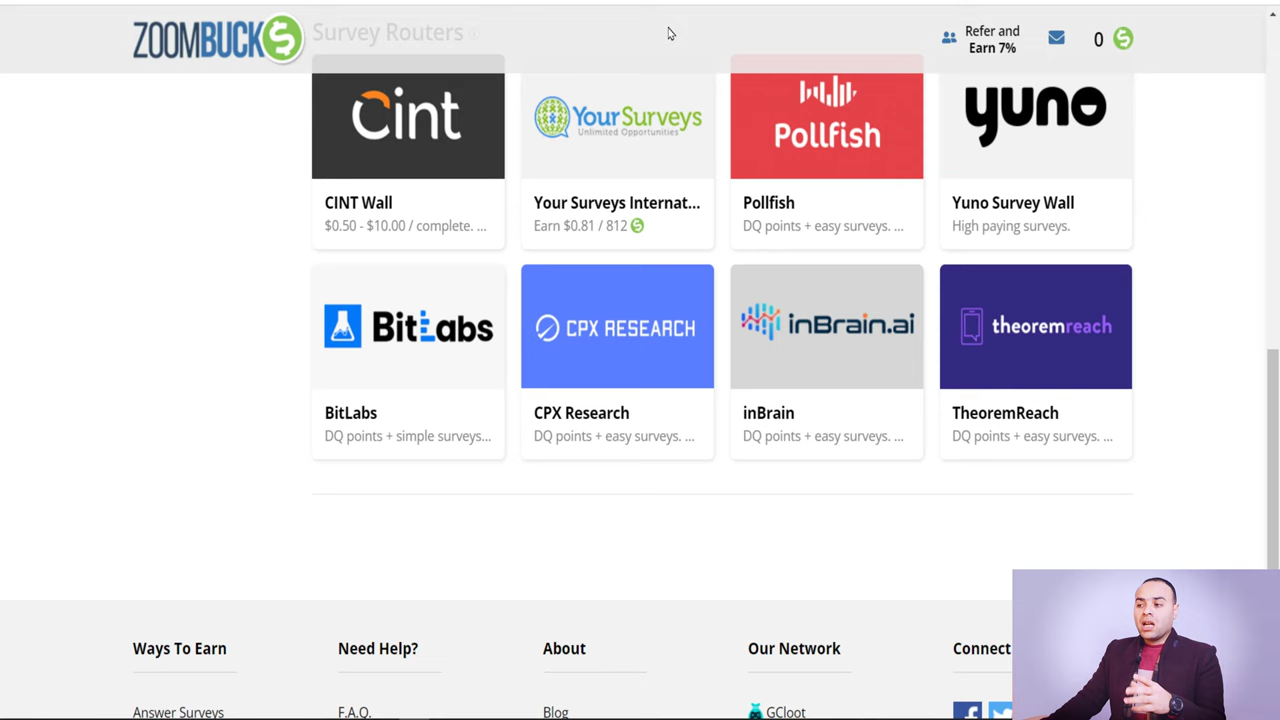 ZOOMBUCK$
Survey Routers
Refer and
Earn 7%
0
Cint
YourSurveys
Unlimited Opportunities
Pollfish
yuno
CINT Wall
$0.50 - $10.00 / complete. ...
Your Surveys Internat...
Earn $0.81 / 812
Pollfish
DQ points + easy surveys. ...
Yuno Survey Wall
High paying surveys.
BitLabs
CPX RESEARCH
inBrain.ai
theoremreach
BitLabs
DQ points + simple surveys...
CPX Research
DQ points + easy surveys. ...
inBrain
DQ points + easy surveys. ...
TheoremReach
DQ points + easy surveys. ...
Ways To Earn
Need Help?
About
Our Network
Connect
Answer Surveys
F.A.Q.
Blog
GCloot